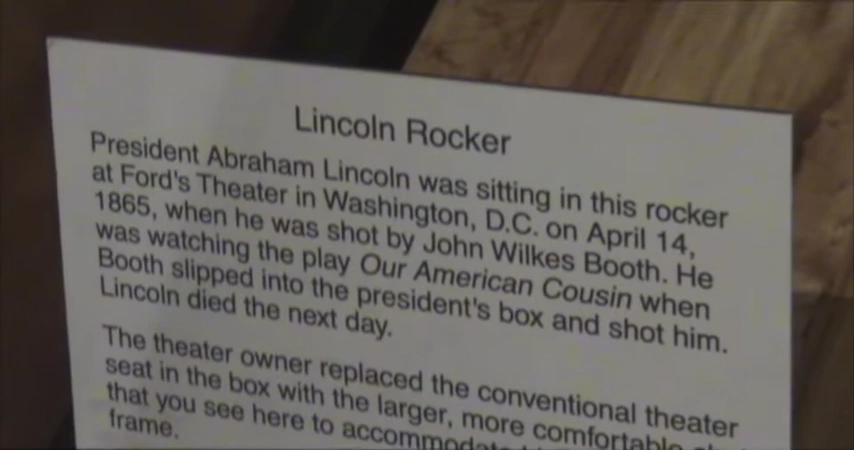 Lincoln Rocker
President Abraham Lincoln was sitting in this rocker
at Ford's Theater in Washington, D.C. on April 14,
1865, when he was shot by John Wilkes Booth. He
was watching the play Our American Cousin when
Booth slipped into the president's box and shot him.
Lincoln died the next day.
The theater owner replaced the conventional theater
seat in the box with the larger, more comfortable
that you see here to accommodate
frame.